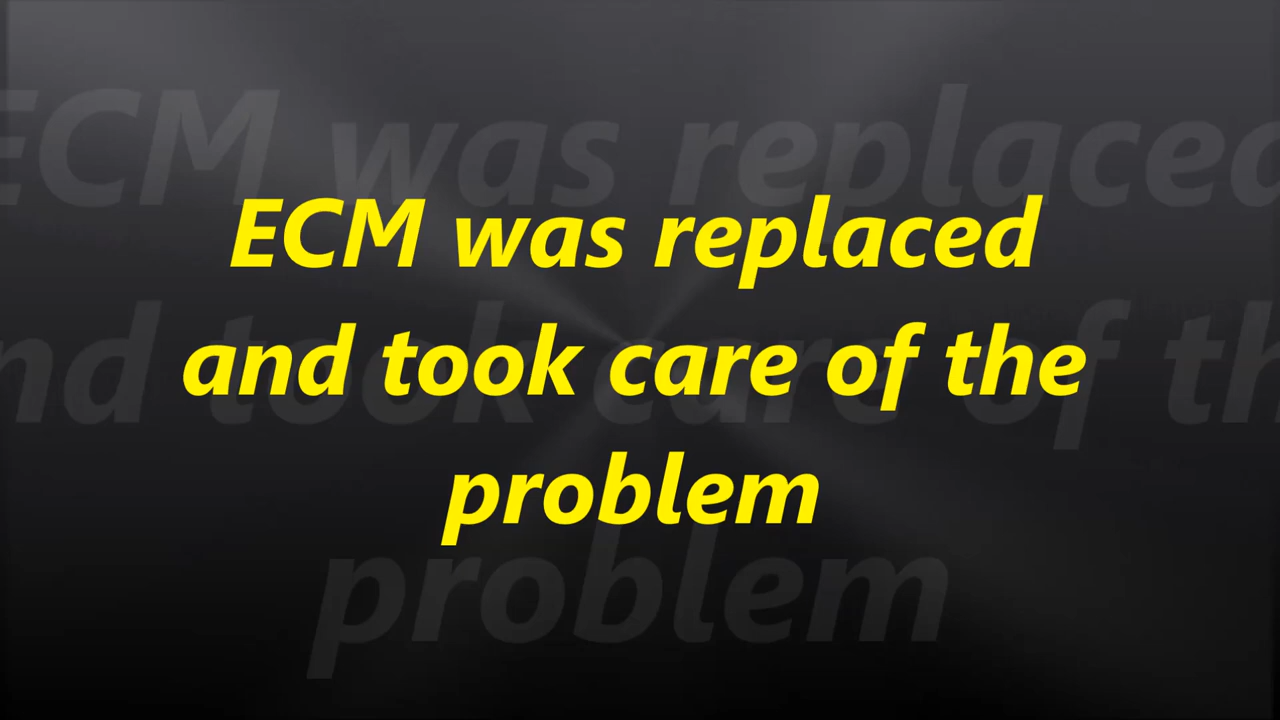 ECM was replaced
and took care of the
problem